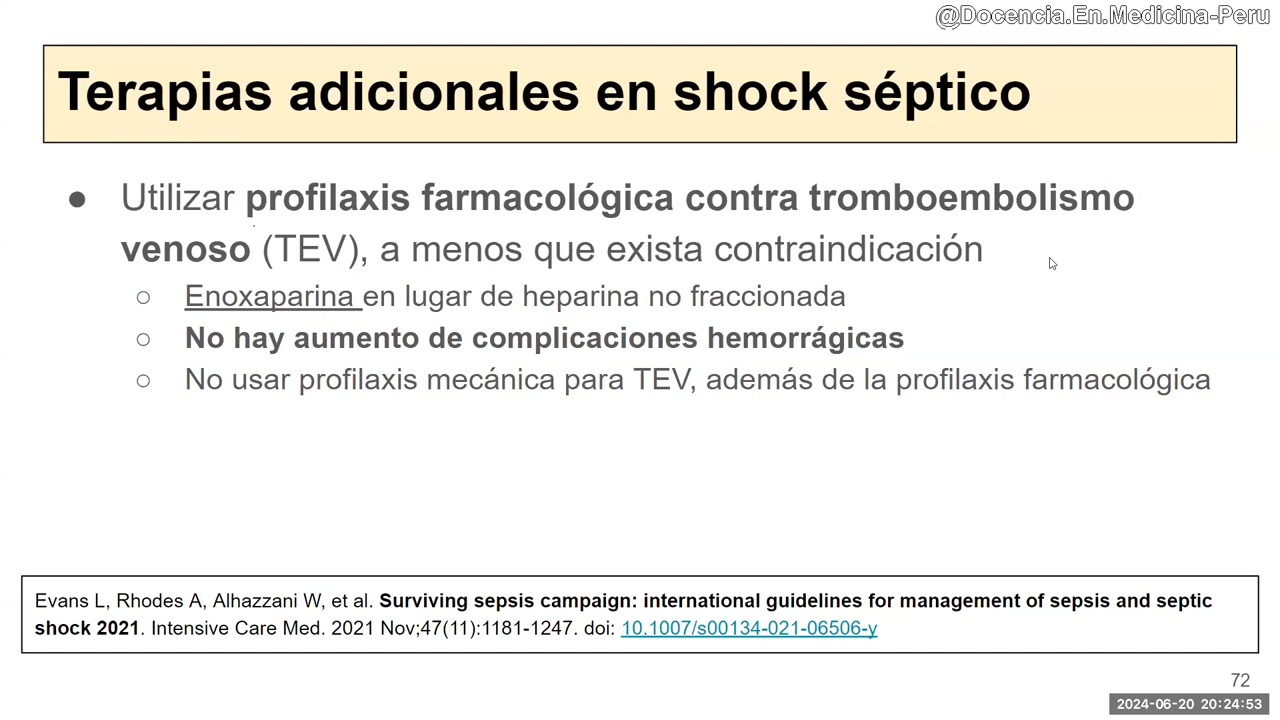 @Docencia.En.Medicina-Peru
Terapias adicionales en shock séptico
● Utilizar profilaxis farmacológica contra tromboembolismo
venoso (TEV), a menos que exista contraindicación
○ Enoxaparina en lugar de heparina no fraccionada
○ No hay aumento de complicaciones hemorrágicas
○ No usar profilaxis mecánica para TEV, además de la profilaxis farmacológica
Evans L, Rhodes A, Alhazzani W, et al. Surviving sepsis campaign: international guidelines for management of sepsis and septic
shock 2021. Intensive Care Med. 2021 Nov;47(11):1181-1247. doi: 10.1007/s00134-021-06506-y
72
2024-06-20 20:24:53